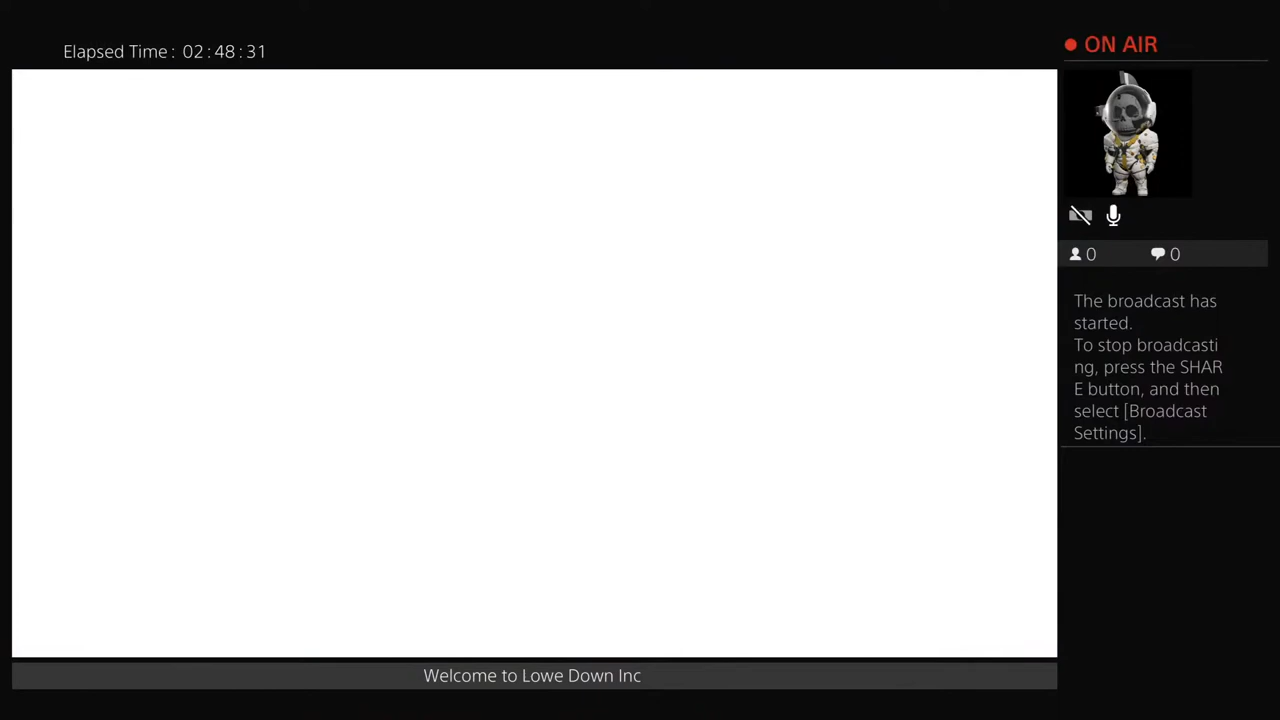 Elapsed Time: 02:48:31
ON AIR
0 0
The broadcast has
started.
To stop broadcasti
ng, press the SHAR
E button, and then
select [Broadcast
Settings].
Welcome to Lowe Down Inc